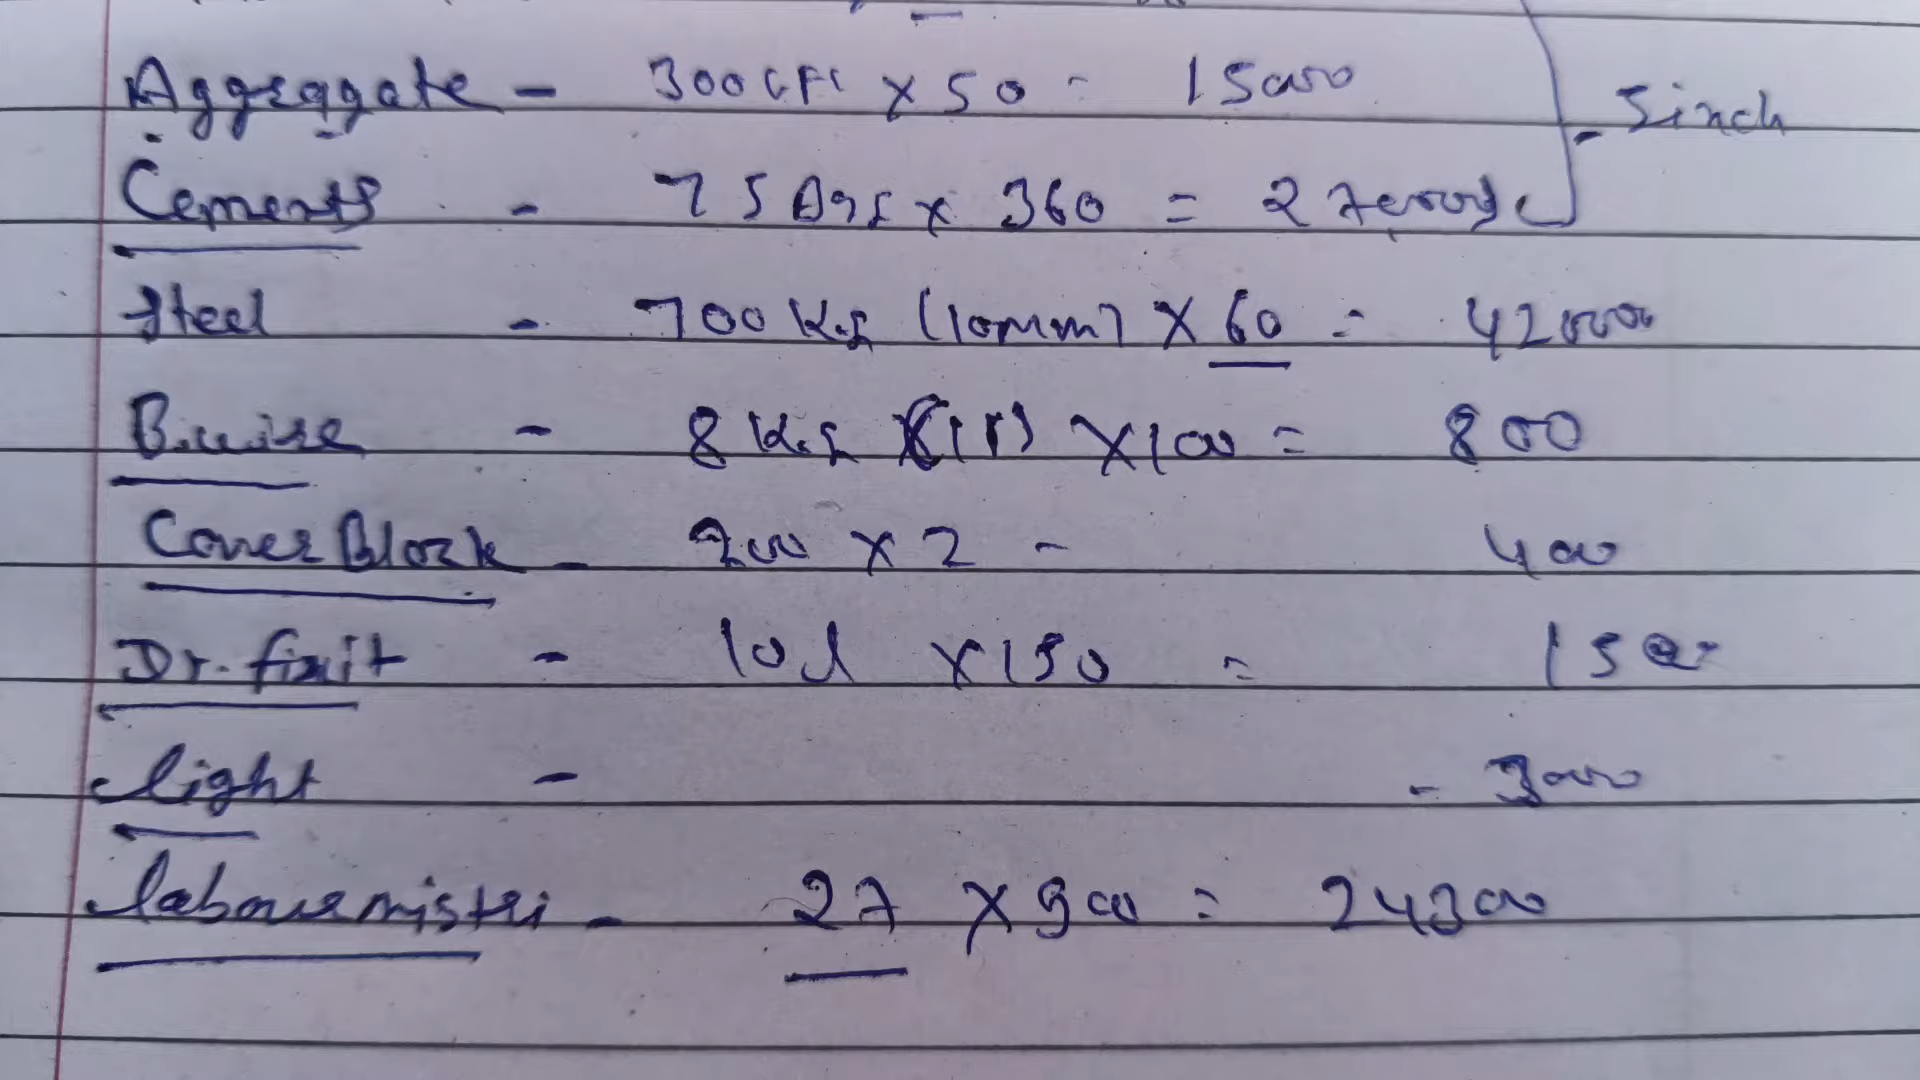 Aggregate - 300 CFt x 50 = 15000
- 5 inch
Cements - 75 Bgs x 360 = 27000
Steel - 700 Kg (10mm) x 60 = 42000
B.wire - 8 Kg x 100 = 800
Cover Block - 200 x 2 - 400
Dr. fixit - 10 l x 150 = 1500
light - - 3000
labour mistri - 27 x 900 = 24300